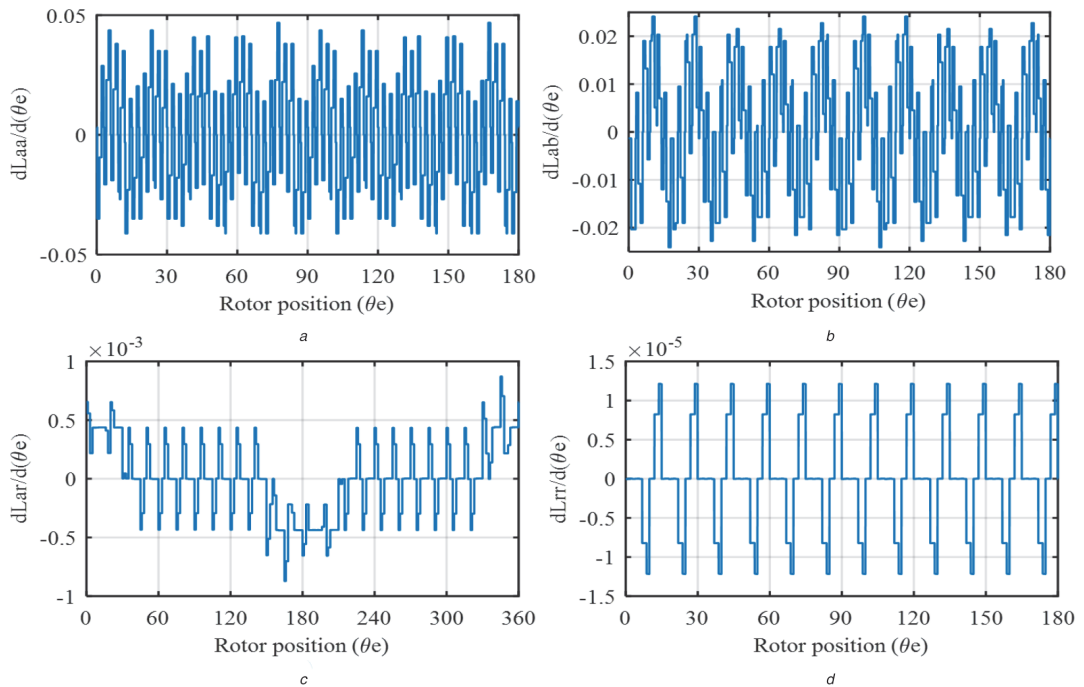 0.05
0
0.05
dLaa/d(θe)
0 30 60 90 120 150 180
Rotor position (θe)
a
0.02
0.01
0
-0.01
-0.02
dLab/d(θe)
0 30 60 90 120 150 180
Rotor position (θe)
b
×10⁻³
1
0.5
0
-0.5
-1
dLar/d(θe)
0 60 120 180 240 300 360
Rotor position (θe)
c
×10⁻⁵
1.5
1
0.5
0
-0.5
-1
-1.5
dLrr/d(θe)
0 30 60 90 120 150 180
Rotor position (θe)
d